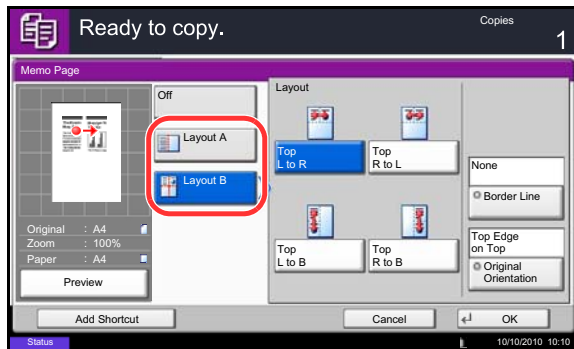 Ready to copy.
Copies
1
Memo Page
Off
Layout A
Layout B
Layout
Top
L to R
Top
R to L
Top
L to B
Top
R to B
None
Border Line
Top Edge
on Top
Original
Orientation
Original : A4
Zoom : 100%
Paper : A4
Preview
Add Shortcut
Cancel
OK
Status
10/10/2010 10:10